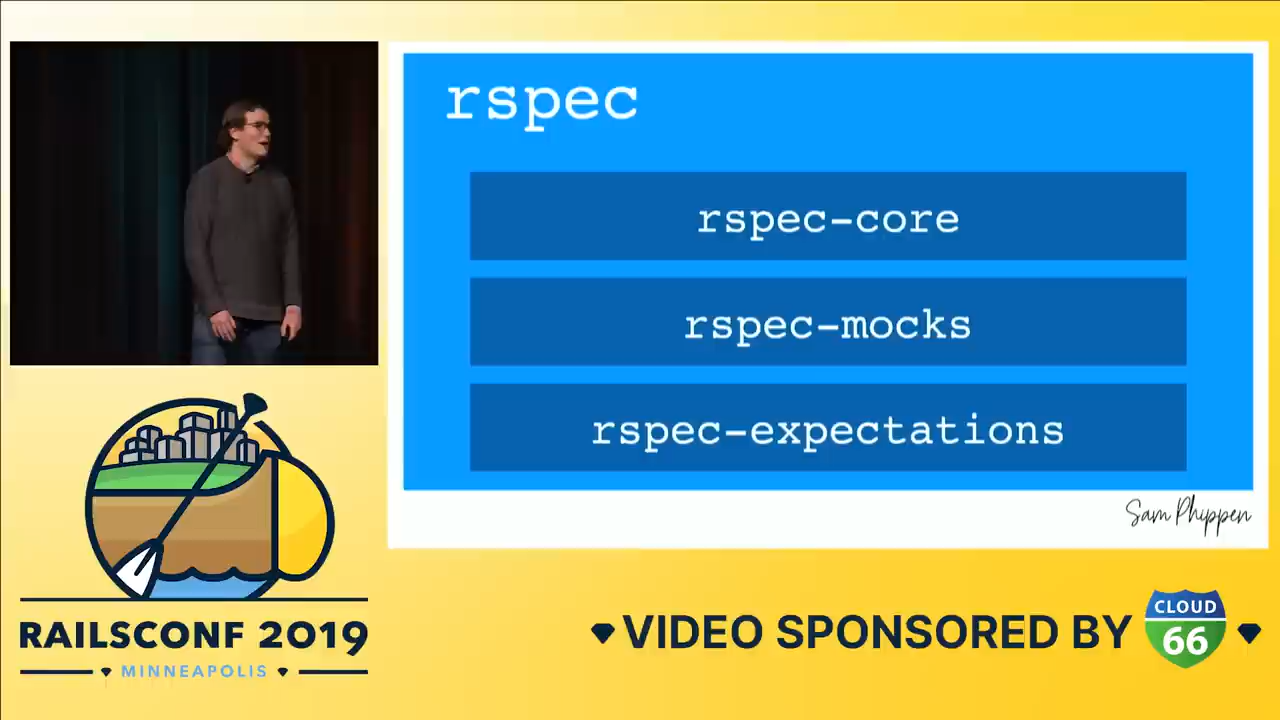 rspec
rspec-core
rspec-mocks
rspec-expectations
Sam Phippen
RAILSCONF 2019
MINNEAPOLIS
VIDEO SPONSORED BY
CLOUD
66